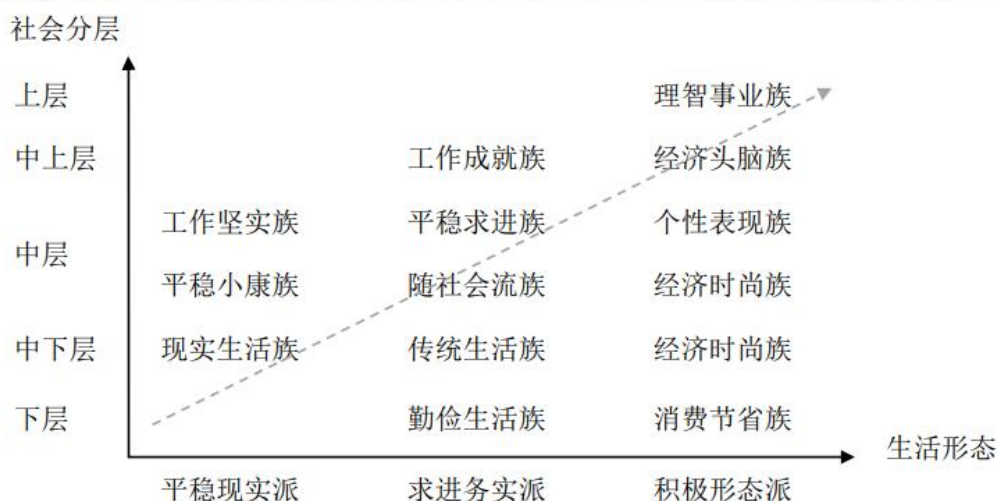 社会分层
上层 理智事业族
中上层 工作成就族 经济头脑族
工作坚实族 平稳求进族 个性表现族
中层
平稳小康族 随社会流族 经济时尚族
中下层 现实生活族 传统生活族 经济时尚族
下层 勤俭生活族 消费节省族
生活形态
平稳现实派 求进务实派 积极形态派